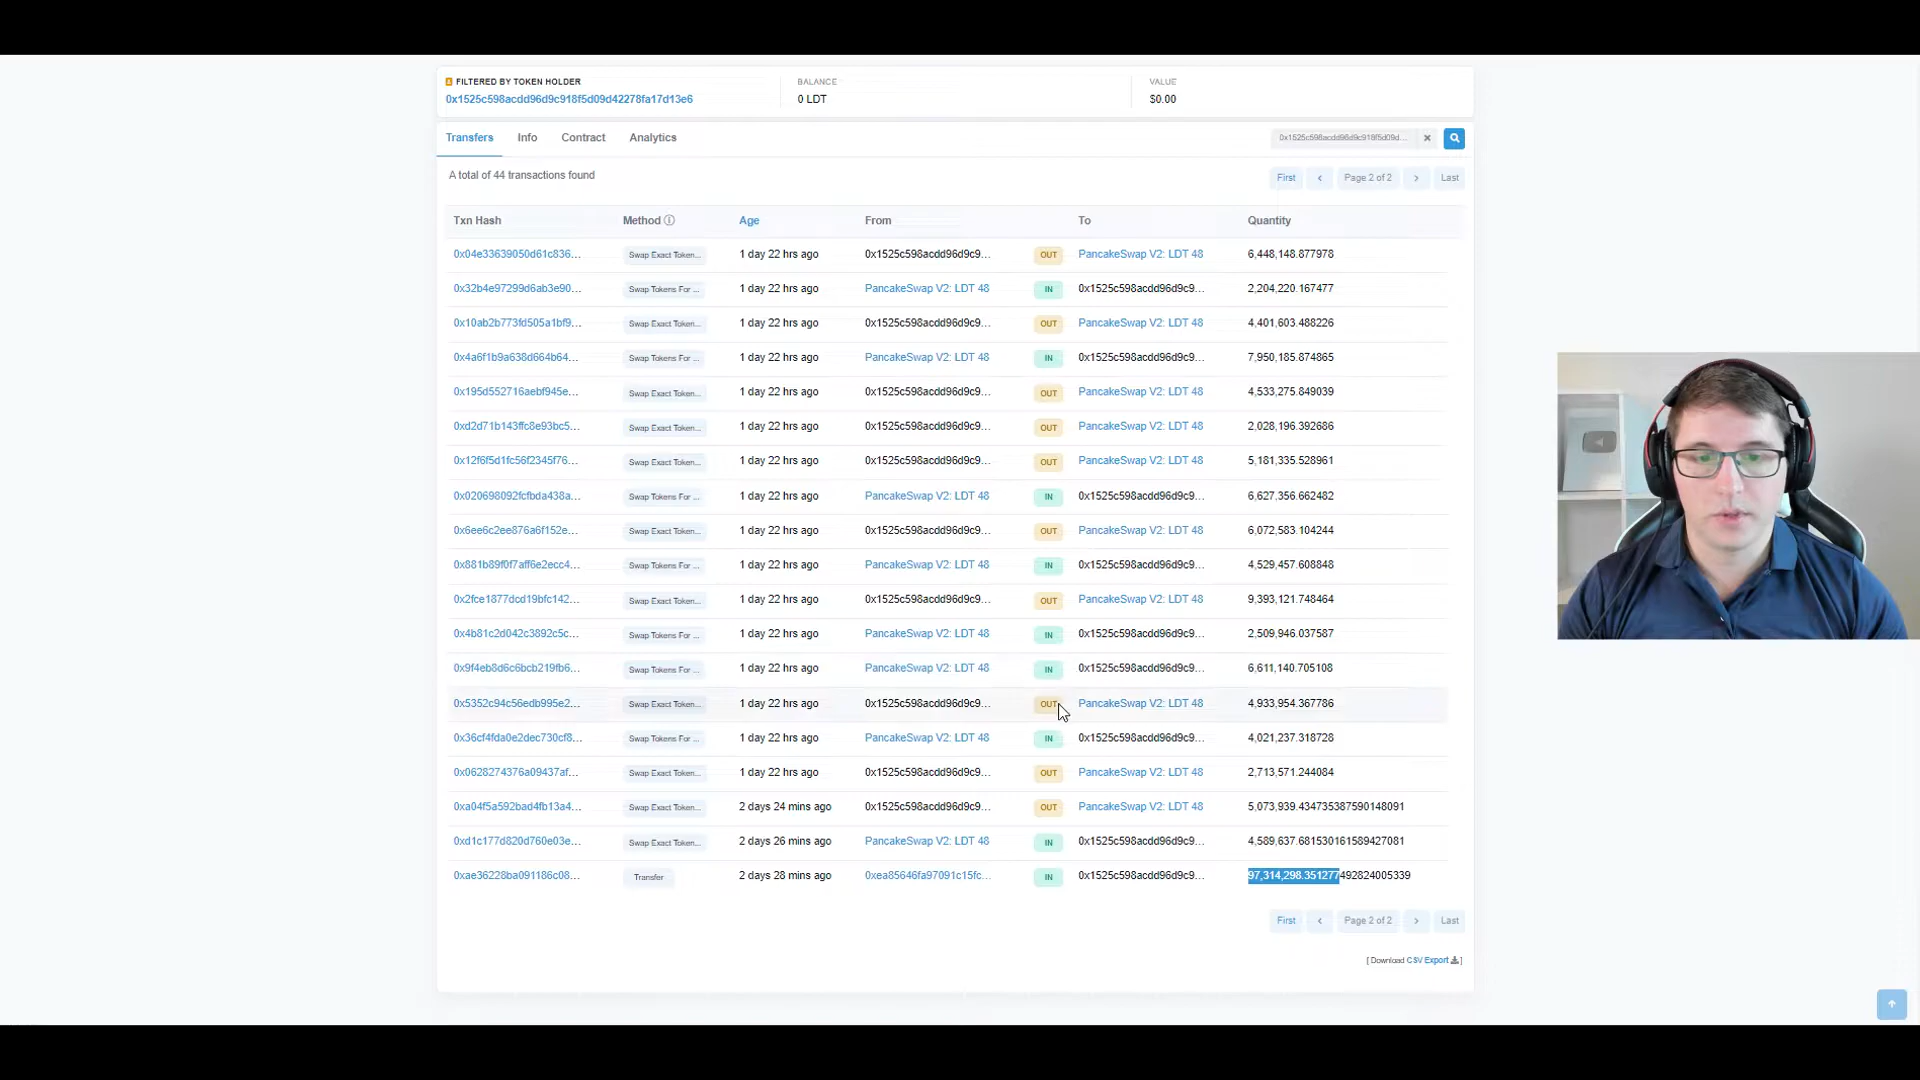 FILTERED BY TOKEN HOLDER
0x1525c598acdd96d9c918f5d09d42278fa17d13e6
BALANCE
0 LDT
VALUE
$0.00
Transfers Info Contract Analytics 0x1525c598acdd96d9c918f5d09d...
A total of 44 transactions found First Page 2 of 2 Last
Txn Hash Method Age From To Quantity
0x04e33639050d61c836... Swap Exact Token... 1 day 22 hrs ago 0x1525c598acdd96d9c9... OUT PancakeSwap V2: LDT 48 6,448,148.877978
0x32b4e97299d6ab3e90... Swap Tokens For ... 1 day 22 hrs ago PancakeSwap V2: LDT 48 IN 0x1525c598acdd96d9c9... 2,204,220.167477
0x10ab2b773fd505a1bf9... Swap Exact Token... 1 day 22 hrs ago 0x1525c598acdd96d9c9... OUT PancakeSwap V2: LDT 48 4,401,603.488226
0x4a6f1b9a638d664b64... Swap Tokens For ... 1 day 22 hrs ago PancakeSwap V2: LDT 48 IN 0x1525c598acdd96d9c9... 7,950,185.874865
0x195d552716aebf945e... Swap Exact Token... 1 day 22 hrs ago 0x1525c598acdd96d9c9... OUT PancakeSwap V2: LDT 48 4,533,275.849039
0xd2d71b143ffc8e93bc5... Swap Exact Token... 1 day 22 hrs ago 0x1525c598acdd96d9c9... OUT PancakeSwap V2: LDT 48 2,028,196.392686
0x12f6f5d1fc56f2345f76... Swap Exact Token... 1 day 22 hrs ago 0x1525c598acdd96d9c9... OUT PancakeSwap V2: LDT 48 5,181,335.528961
0x020698092fcfbda438a... Swap Tokens For ... 1 day 22 hrs ago PancakeSwap V2: LDT 48 IN 0x1525c598acdd96d9c9... 6,627,356.662482
0x6ee6c2ee876a6f152e... Swap Exact Token... 1 day 22 hrs ago 0x1525c598acdd96d9c9... OUT PancakeSwap V2: LDT 48 6,072,583.104244
0x881b89f0f7aff6e2ecc4... Swap Tokens For ... 1 day 22 hrs ago PancakeSwap V2: LDT 48 IN 0x1525c598acdd96d9c9... 4,529,457.608848
0x2fce1877dcd19bfc142... Swap Exact Token... 1 day 22 hrs ago 0x1525c598acdd96d9c9... OUT PancakeSwap V2: LDT 48 9,393,121.748464
0x4b81c2d042c3892c5c... Swap Tokens For ... 1 day 22 hrs ago PancakeSwap V2: LDT 48 IN 0x1525c598acdd96d9c9... 2,509,946.037587
0x9f4eb8d6c6bcb219fb6... Swap Tokens For ... 1 day 22 hrs ago PancakeSwap V2: LDT 48 IN 0x1525c598acdd96d9c9... 6,611,140.705108
0x5352c94c56edb995e2... Swap Exact Token... 1 day 22 hrs ago 0x1525c598acdd96d9c9... OUT PancakeSwap V2: LDT 48 4,933,954.367786
0x36cf4fda0e2dec730cf8... Swap Tokens For ... 1 day 22 hrs ago PancakeSwap V2: LDT 48 IN 0x1525c598acdd96d9c9... 4,021,237.318728
0x0628274376a09437af... Swap Exact Token... 1 day 22 hrs ago 0x1525c598acdd96d9c9... OUT PancakeSwap V2: LDT 48 2,713,571.244084
0xa04f5a592bad4fb13a4... Swap Exact Token... 2 days 24 mins ago 0x1525c598acdd96d9c9... OUT PancakeSwap V2: LDT 48 5,073,939.434735387590148091
0xd1c177d820d760e03e... Swap Exact Token... 2 days 26 mins ago PancakeSwap V2: LDT 48 IN 0x1525c598acdd96d9c9... 4,589,637.681530161589427081
0xae36228ba091186c08... Transfer 2 days 28 mins ago 0xea85646fa97091c15fc... IN 0x1525c598acdd96d9c9... 97,314,298.351277492824005339
First Page 2 of 2 Last
[ Download CSV Export ]